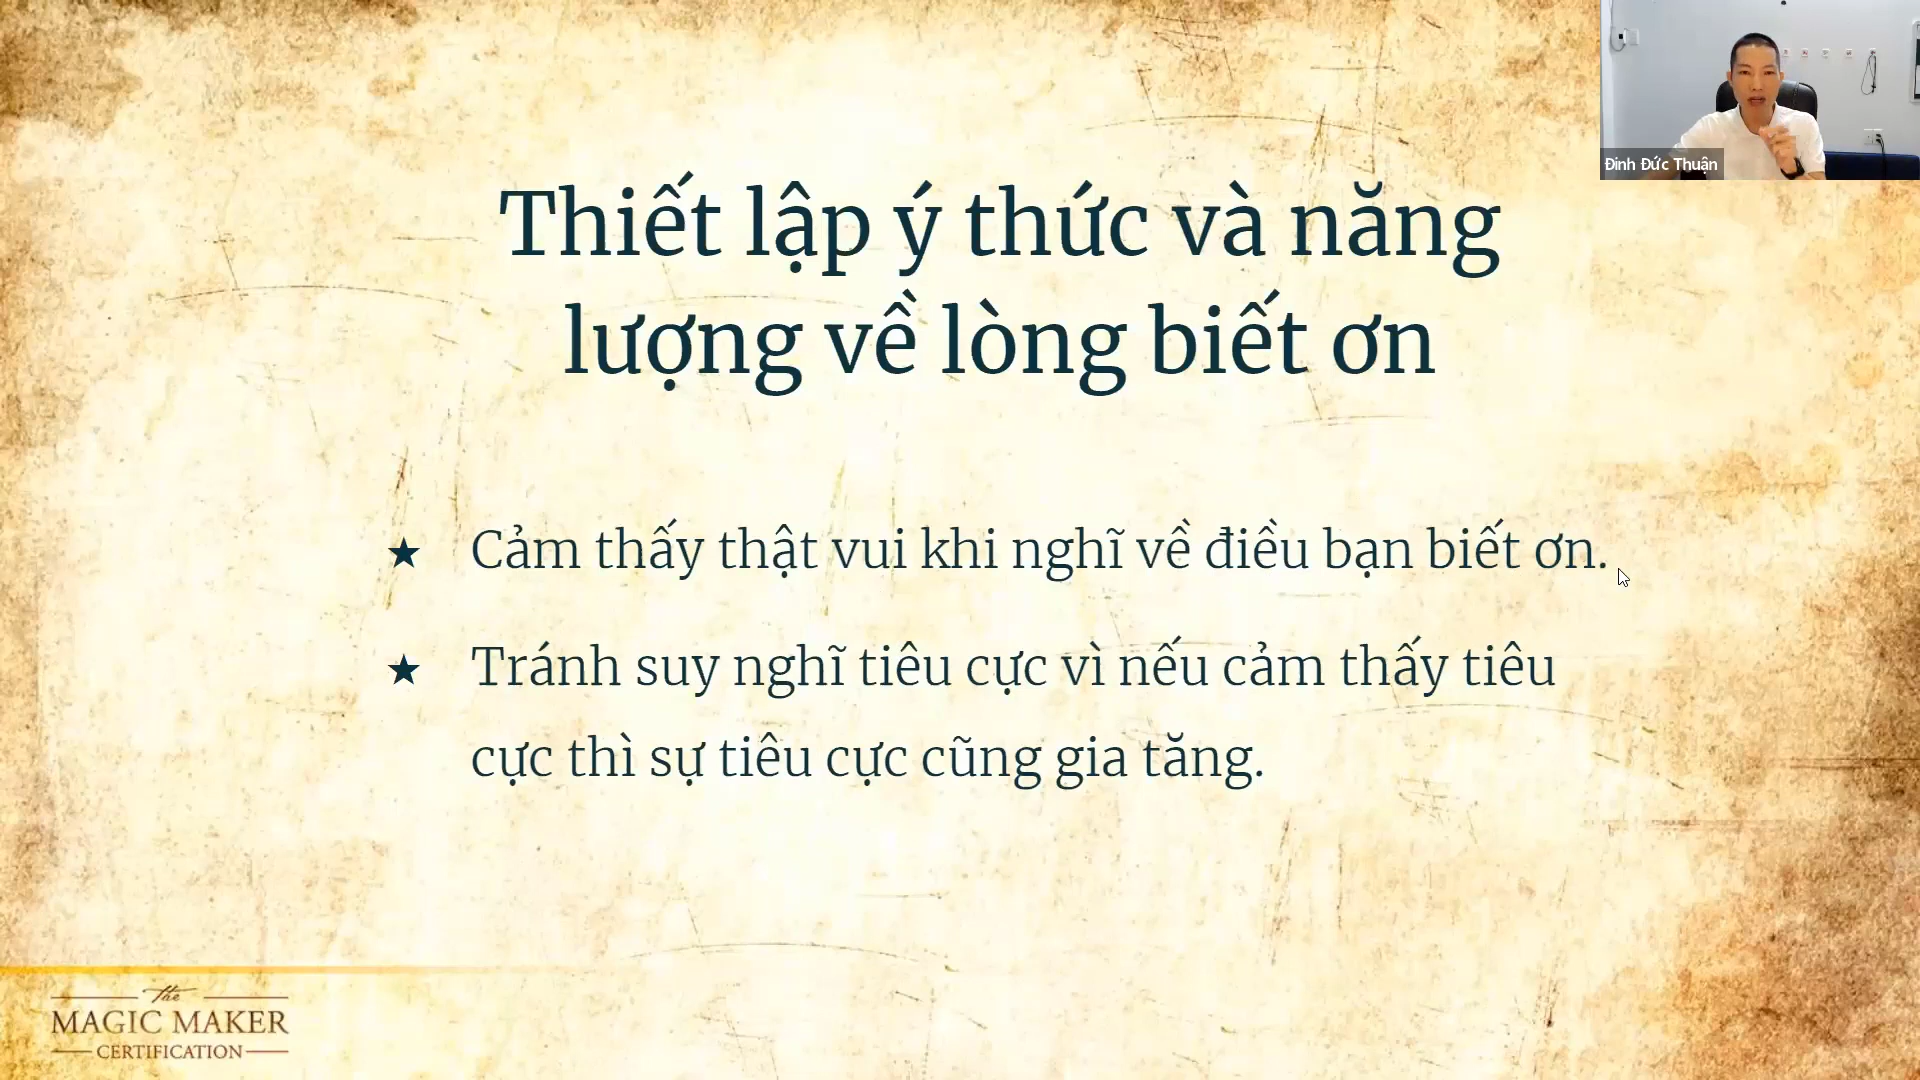 Đinh Đức Thuận
Thiết lập ý thức và năng
lượng về lòng biết ơn
★ Cảm thấy thật vui khi nghĩ về điều bạn biết ơn.
★ Tránh suy nghĩ tiêu cực vì nếu cảm thấy tiêu
cực thì sự tiêu cực cũng gia tăng.
The
MAGIC MAKER
CERTIFICATION